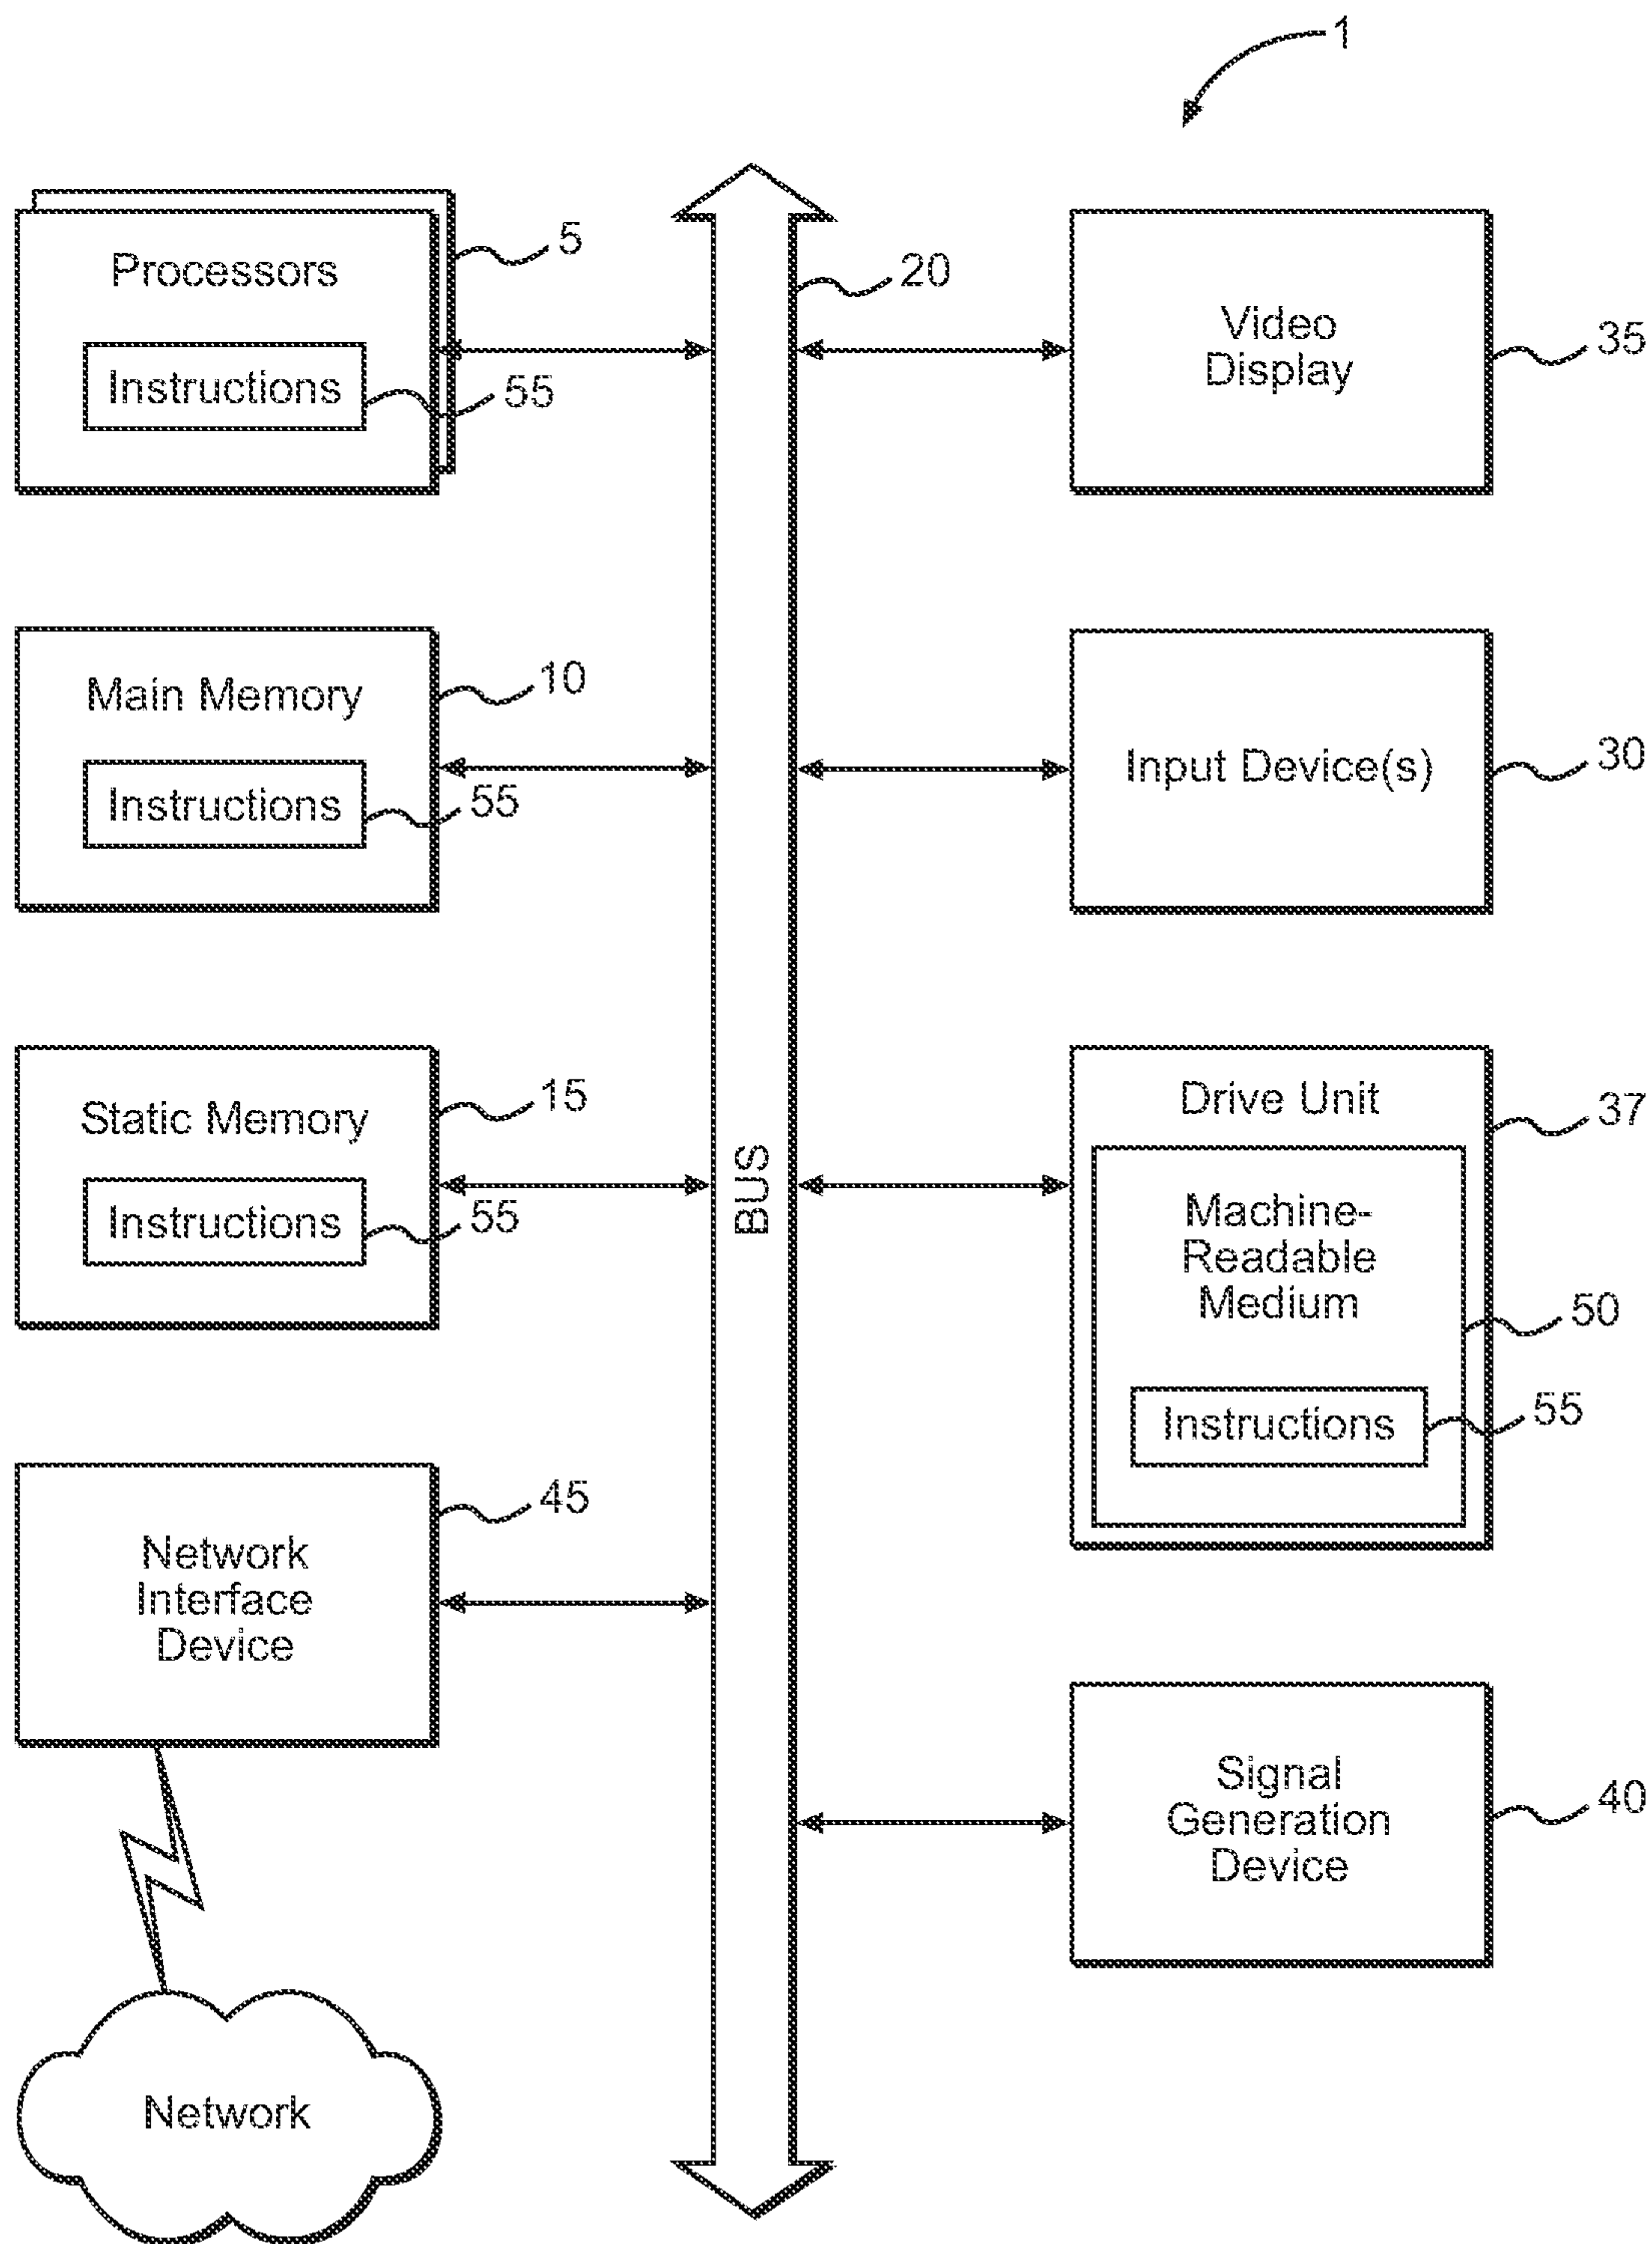 1
Processors
5
Instructions
55
Main Memory
10
Instructions
55
Static Memory
15
Instructions
55
Network
Interface
Device
45
Network
BUS
20
Video
Display
35
Input Device(s)
30
Drive Unit
37
Machine-
Readable
Medium
50
Instructions
55
Signal
Generation
Device
40